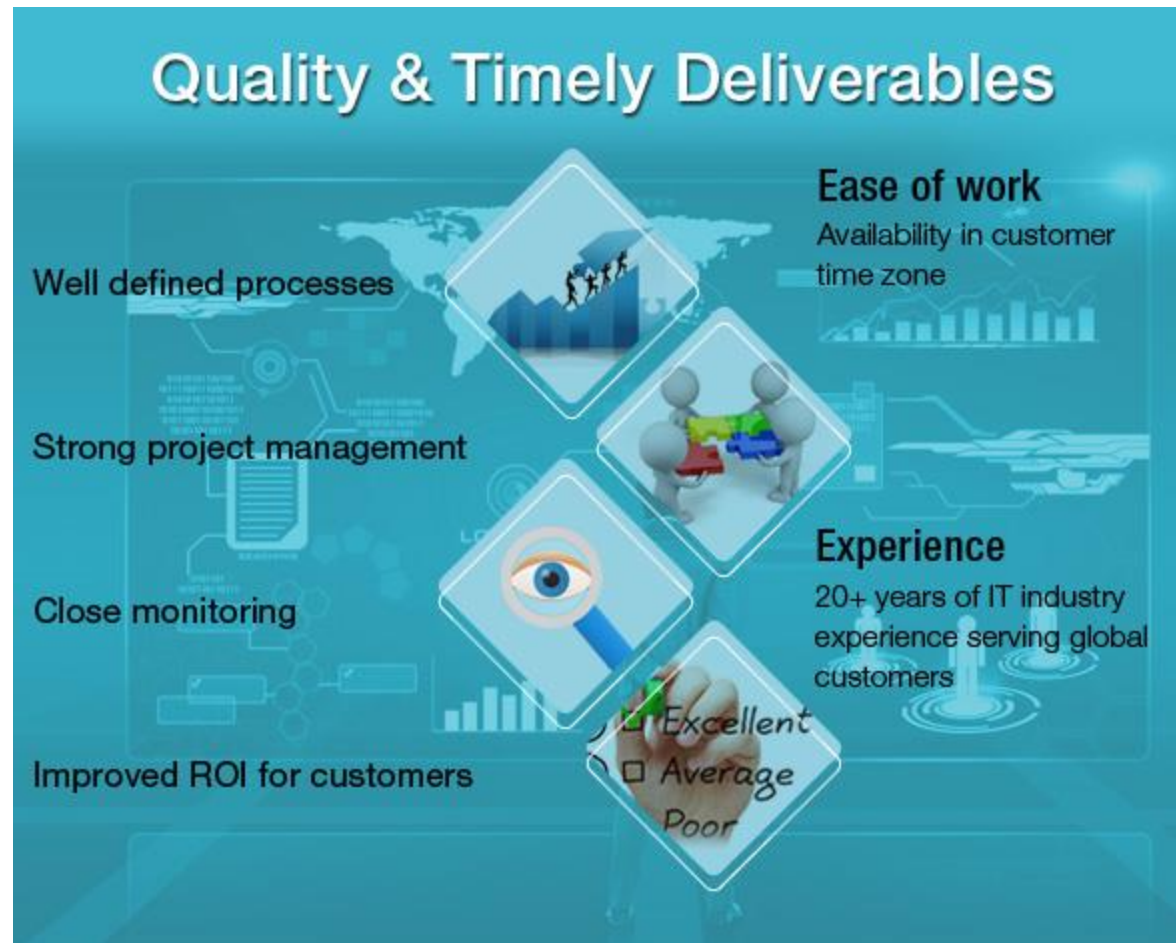 Quality & Timely Deliverables
Well defined processes
Strong project management
Close monitoring
Improved ROI for customers
Ease of work
Availability in customer
time zone
Experience
20+ years of IT industry
experience serving global
customers
Excellent
Average
Poor